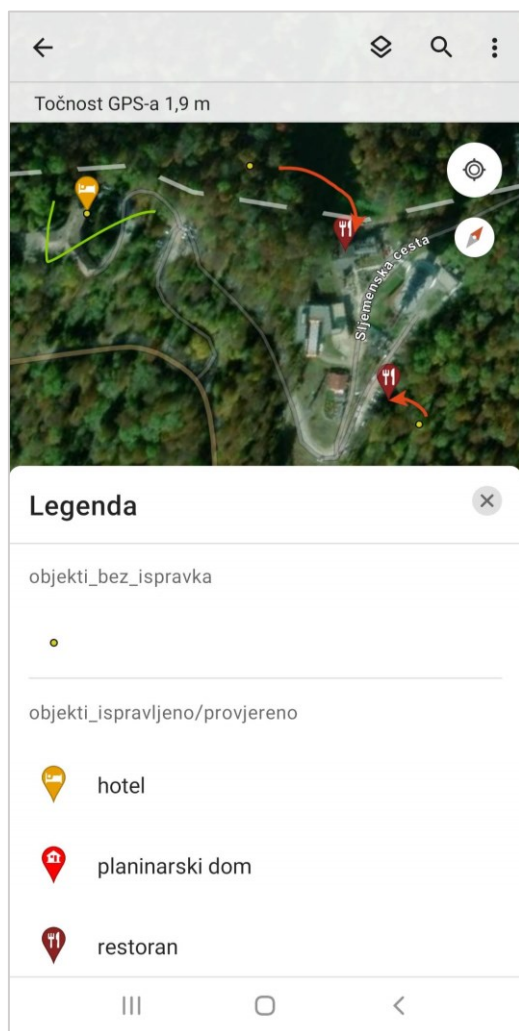 Točnost GPS-a 1,9 m
Sljemenska cesta
Legenda
objekti_bez_ispravka
objekti_ispravljeno/provjereno
hotel
planinarski dom
restoran